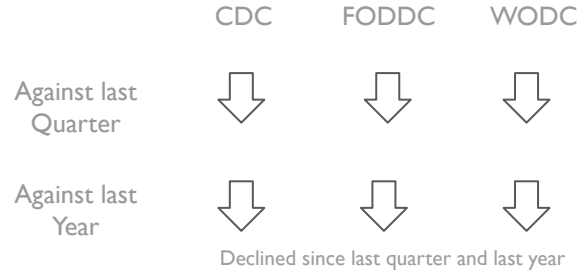 CDC FODDC WODC
Against last
Quarter
Against last
Year
Declined since last quarter and last year